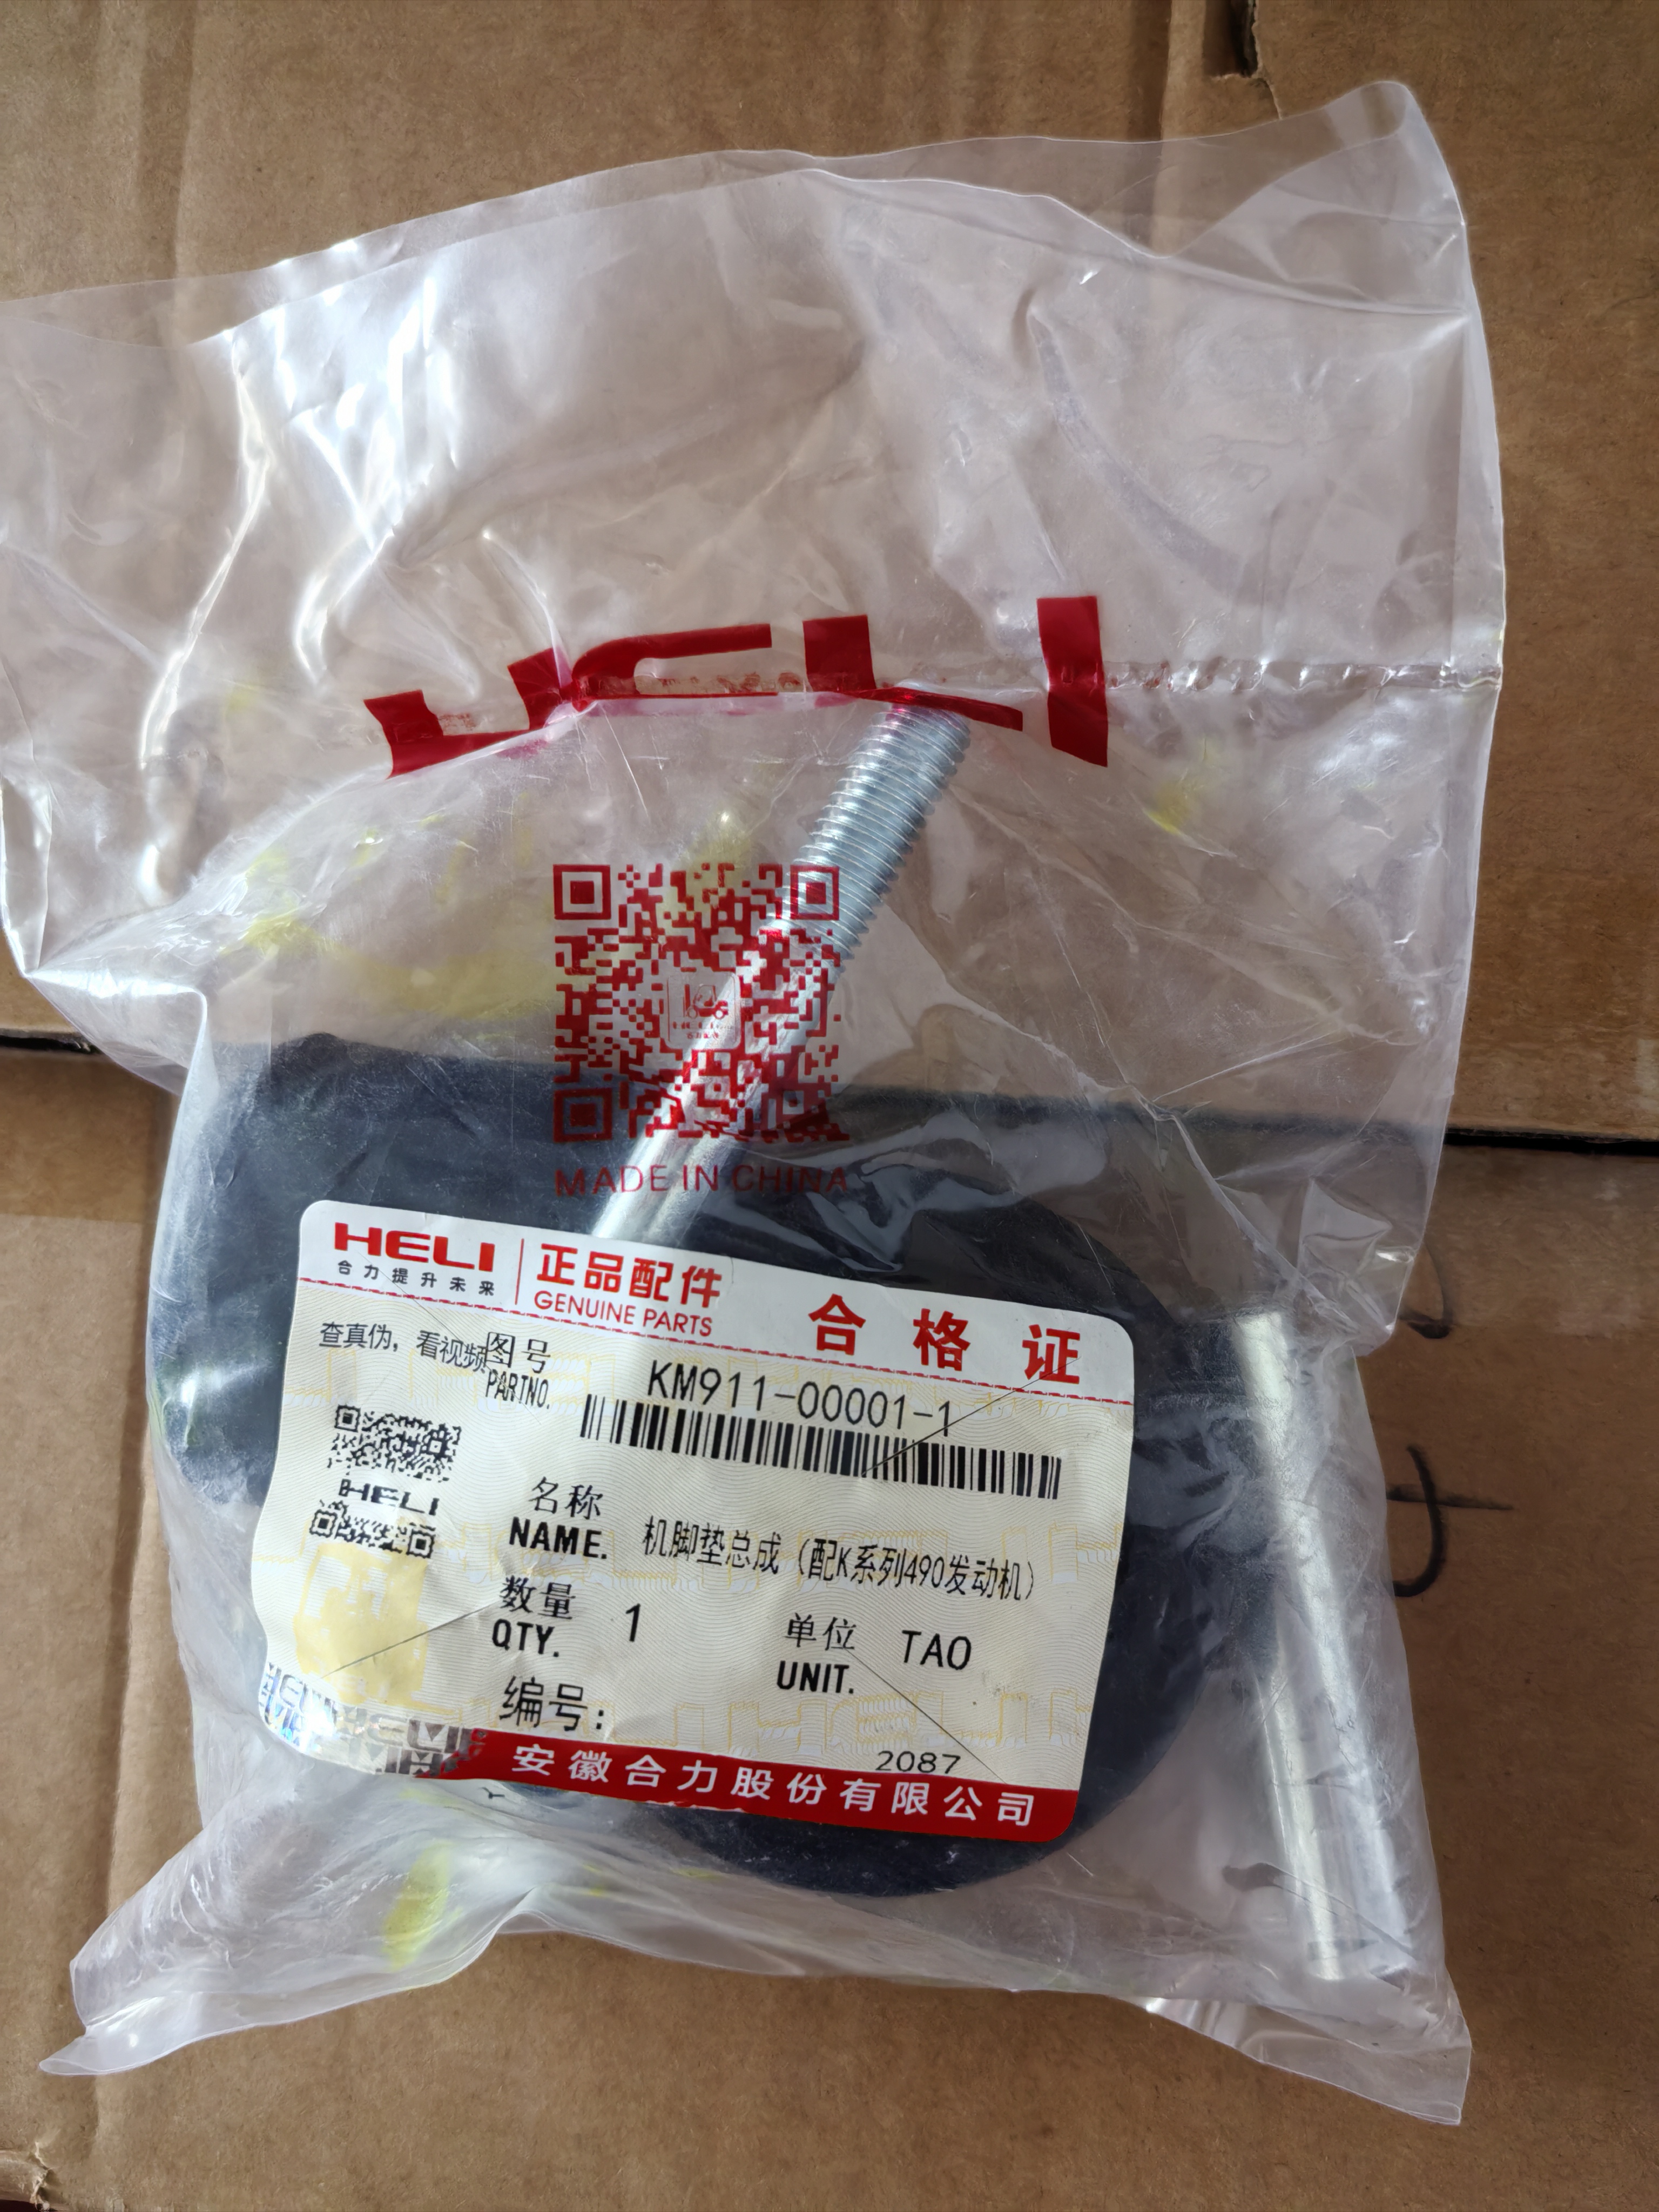 HELI
MADE IN CHINA
HELI
合力提升未来
正品配件
GENUINE PARTS
合格证
查真伪，看视频
图号
PARTNO.
KM911-00001-1
HELI
名称
NAME.
机脚垫总成（配K系列490发动机）
数量
QTY.
1
单位
UNIT.
TAO
编号：
2087
安徽合力股份有限公司